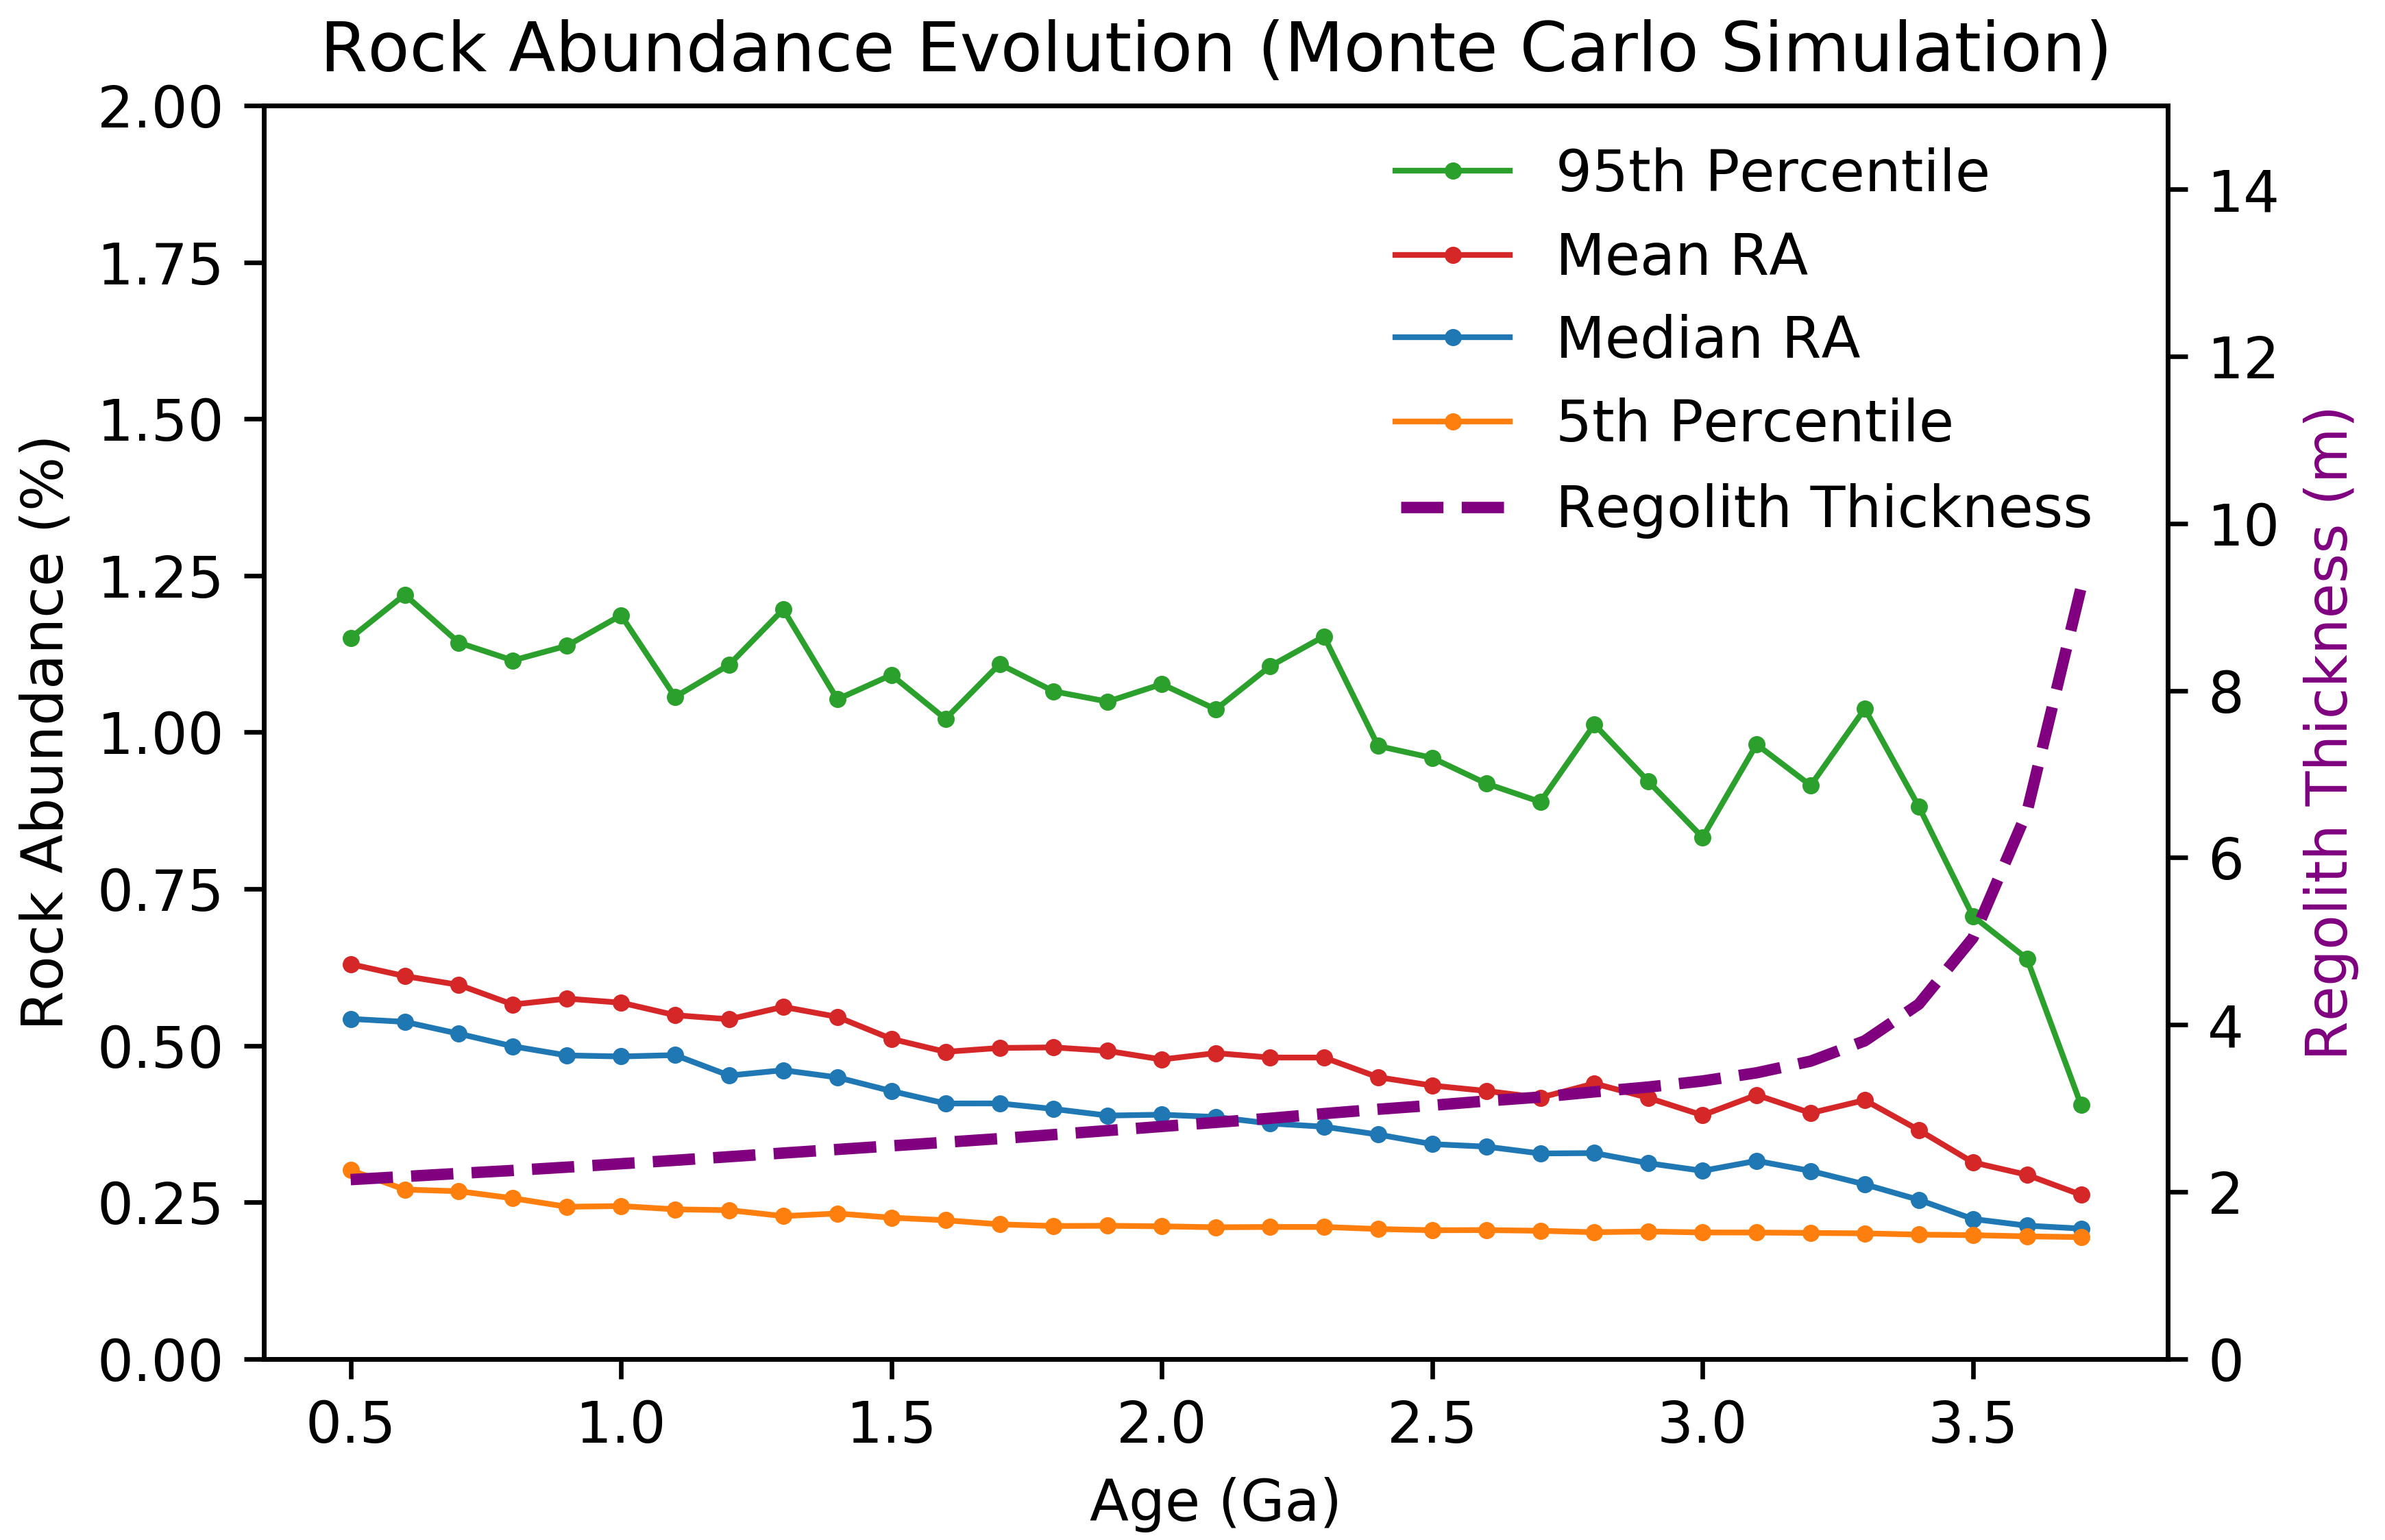 Rock Abundance Evolution (Monte Carlo Simulation)
2.00
1.75
1.50
1.25
1.00
0.75
0.50
0.25
0.00
Rock Abundance (%)
95th Percentile
Mean RA
Median RA
5th Percentile
Regolith Thickness
14
12
10
8
6
4
2
0
Regolith Thickness (m)
0.5 1.0 1.5 2.0 2.5 3.0 3.5
Age (Ga)